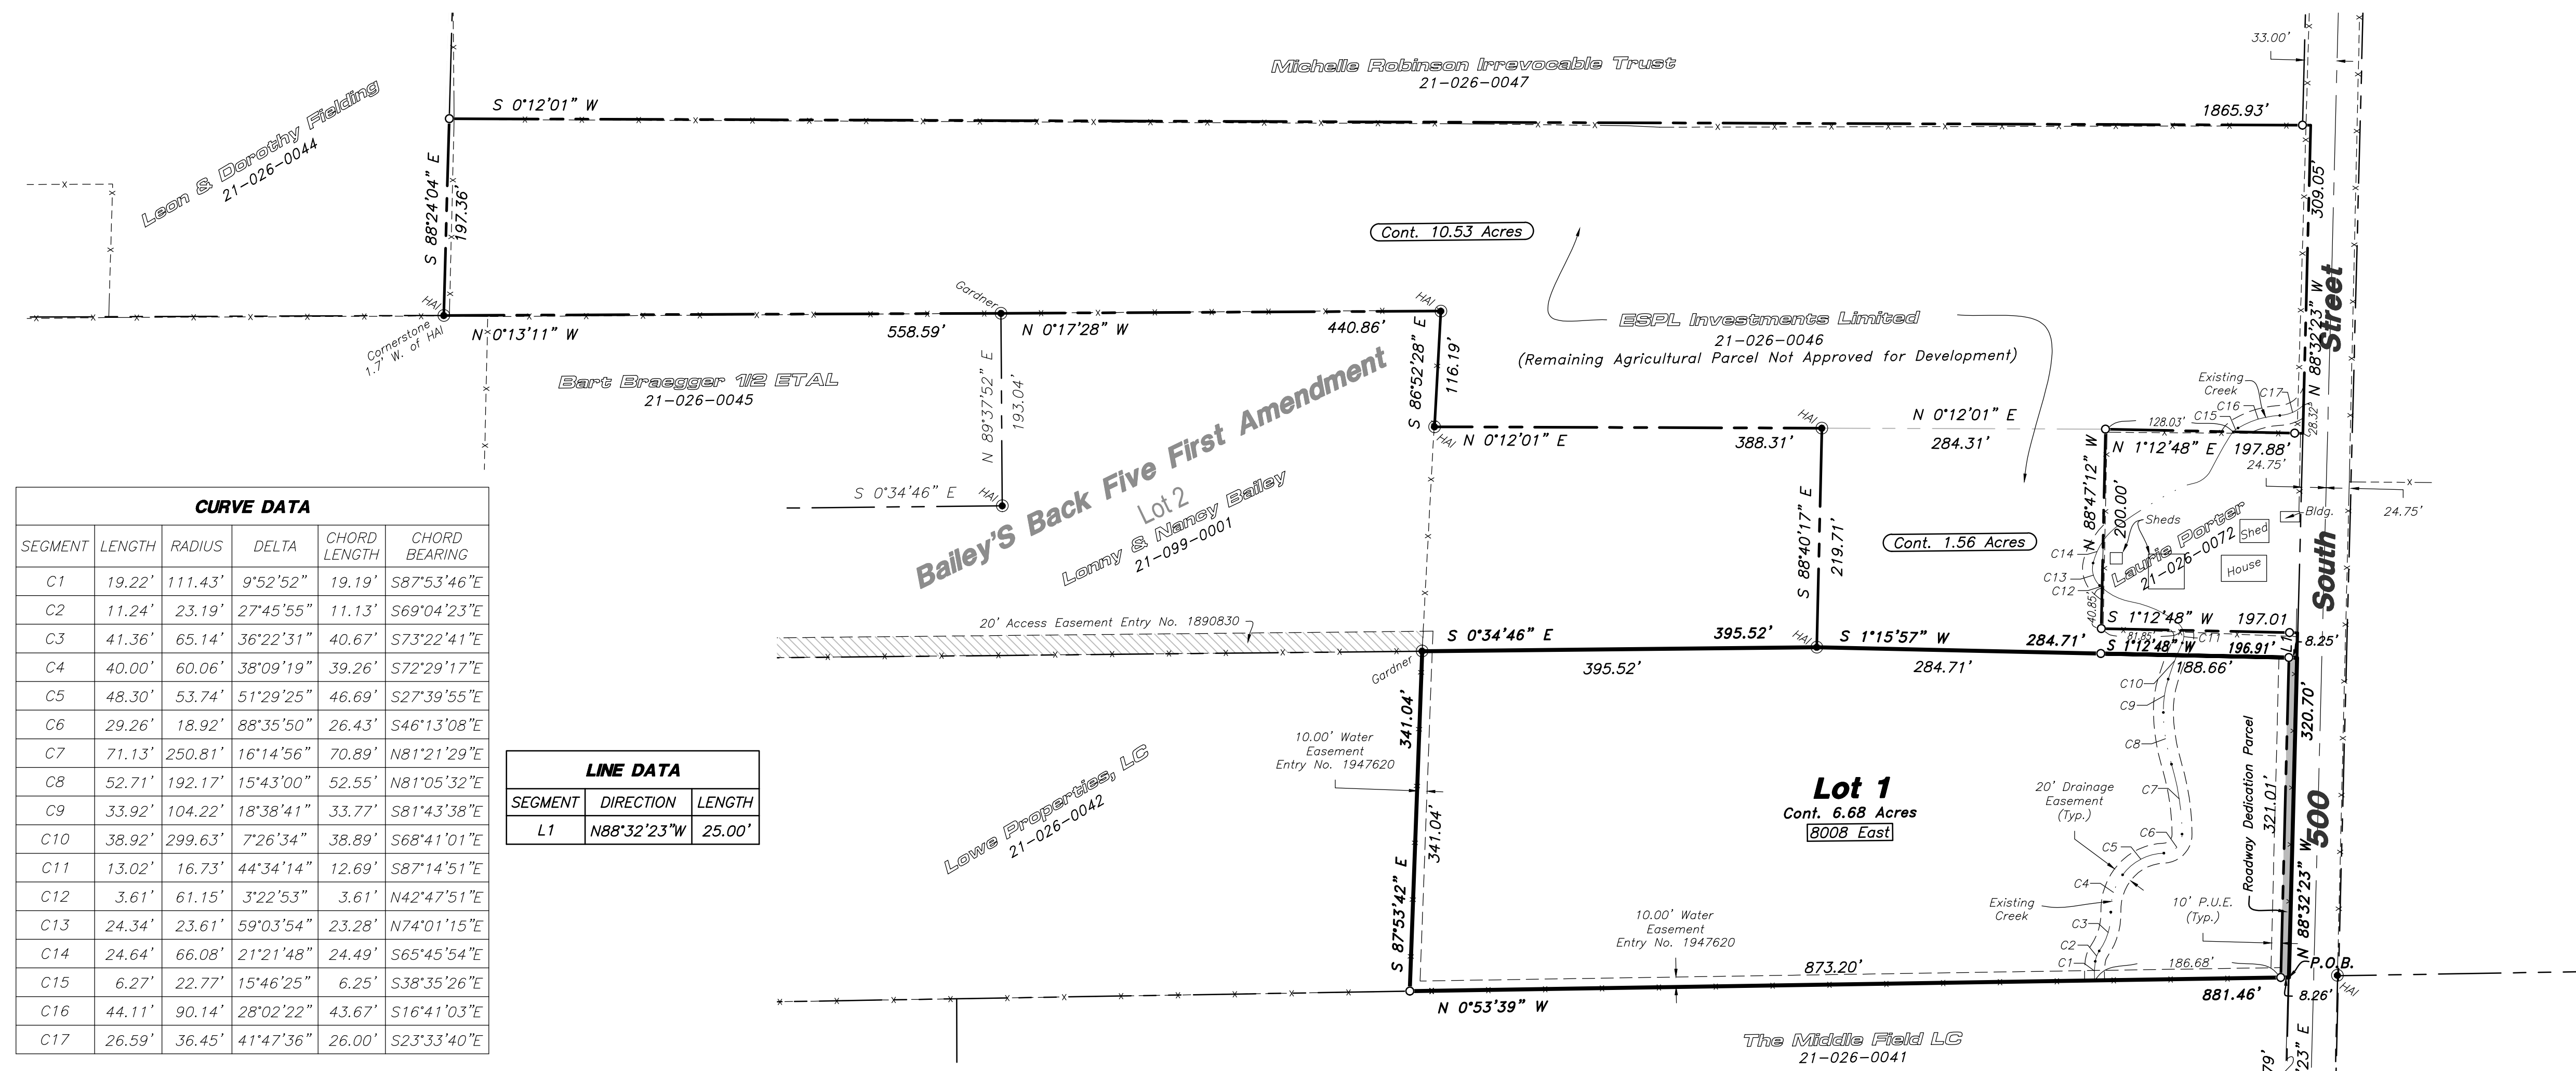 33.00'
Michelle Robinson Irrevocable Trust
21-026-0047
S 0°12'01" W
1865.93'
Leon & Dorothy Fielding
21-026-0044
S 88°24'04" E
197.36'
309.05'
N 88°32'23" W
Cont. 10.53 Acres
HAI
Cornerstone
1.7' W. of HAI
N 0°13'11" W
558.59'
Gardner
N 0°17'28" W
440.86'
HAI
S 86°52'28" E
116.19'
ESPL Investments Limited
21-026-0046
(Remaining Agricultural Parcel Not Approved for Development)
Street
South
500
Bart Braegger 1/2 ETAL
21-026-0045
N 89°37'52" E
193.04'
S 0°34'46" E
HAI
Bailey'S Back Five First Amendment
Lot 2
Lonny & Nancy Bailey
21-099-0001
HAI
N 0°12'01" E
388.31'
HAI
N 0°12'01" E
284.31'
Existing
Creek
C17
C16
C15
128.03'
28.32'
N 1°12'48" E
197.88'
24.75'
24.75'
N 88°47'12" W
200.00'
Sheds
Bldg.
Shed
House
Laurie Porter
21-026-0072
S 88°40'17" E
219.71'
Cont. 1.56 Acres
C14
C13
C12
40.85'
S 1°12'48" W
197.01
81.85'
C11
L1
8.25'
20' Access Easement Entry No. 1890830
Gardner
S 0°34'46" E
395.52'
395.52'
HAI
S 1°15'57" W
284.71'
284.71'
S 1°12'48" W
196.91'
188.66'
C10
C9
C8
C7
C6
C5
C4
C3
C2
C1
320.70'
321.01'
N 88°32'23" W
Roadway Dedication Parcel
341.04'
341.04'
S 87°53'42" E
10.00' Water
Easement
Entry No. 1947620
Lot 1
Cont. 6.68 Acres
8008 East
20' Drainage
Easement
(Typ.)
Existing
Creek
10' P.U.E.
(Typ.)
10.00' Water
Easement
Entry No. 1947620
873.20'
186.68'
P.O.B.
HAI
8.26'
881.46'
N 0°53'39" W
Lowe Properties, LC
21-026-0042
The Middle Field LC
21-026-0041
79'
23" E
CURVE DATA
SEGMENT LENGTH RADIUS DELTA CHORD LENGTH CHORD BEARING
C1 19.22' 111.43' 9°52'52" 19.19' S87°53'46"E
C2 11.24' 23.19' 27°45'55" 11.13' S69°04'23"E
C3 41.36' 65.14' 36°22'31" 40.67' S73°22'41"E
C4 40.00' 60.06' 38°09'19" 39.26' S72°29'17"E
C5 48.30' 53.74' 51°29'25" 46.69' S27°39'55"E
C6 29.26' 18.92' 88°35'50" 26.43' S46°13'08"E
C7 71.13' 250.81' 16°14'56" 70.89' N81°21'29"E
C8 52.71' 192.17' 15°43'00" 52.55' N81°05'32"E
C9 33.92' 104.22' 18°38'41" 33.77' S81°43'38"E
C10 38.92' 299.63' 7°26'34" 38.89' S68°41'01"E
C11 13.02' 16.73' 44°34'14" 12.69' S87°14'51"E
C12 3.61' 61.15' 3°22'53" 3.61' N42°47'51"E
C13 24.34' 23.61' 59°03'54" 23.28' N74°01'15"E
C14 24.64' 66.08' 21°21'48" 24.49' S65°45'54"E
C15 6.27' 22.77' 15°46'25" 6.25' S38°35'26"E
C16 44.11' 90.14' 28°02'22" 43.67' S16°41'03"E
C17 26.59' 36.45' 41°47'36" 26.00' S23°33'40"E
LINE DATA
SEGMENT DIRECTION LENGTH
L1 N88°32'23"W 25.00'